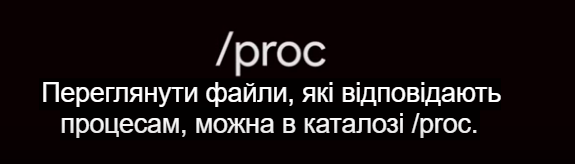 /proc
Переглянути файли, які відповідають
процесам, можна в каталозі /proc.